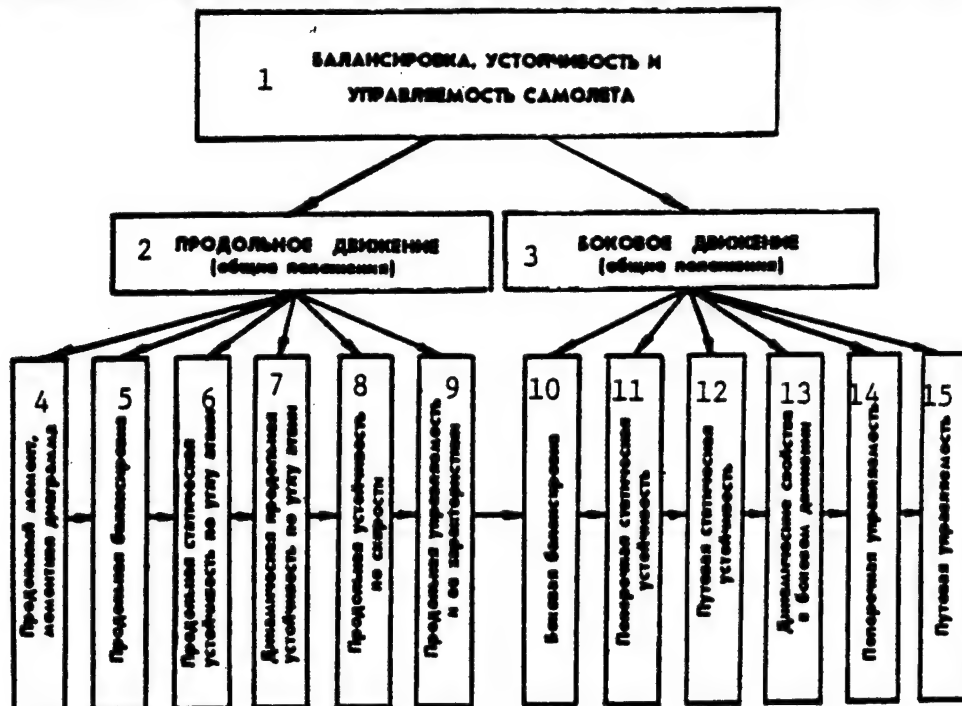 1
БАЛАНСИРОВКА, УСТОЙЧИВОСТЬ И
УПРАВЛЯЕМОСТЬ САМОЛЕТА
2
ПРОДОЛЬНОЕ ДВИЖЕНИЕ
(общие положения)
3
БОКОВОЕ ДВИЖЕНИЕ
(общие положения)
4
Продольный момент,
моментная диаграмма
5
Продольная балансировка
6
Продольная статическая
устойчивость по углу атаки
7
Динамическая продольная
устойчивость по углу атаки
8
Продольная устойчивость
по скорости
9
Продольная управляемость
и ее характеристики
10
Боковая балансировка
11
Поперечная статическая
устойчивость
12
Путевая статическая
устойчивость
13
Динамические свойства
в боковом движении
14
Поперечная управляемость
15
Путевая управляемость